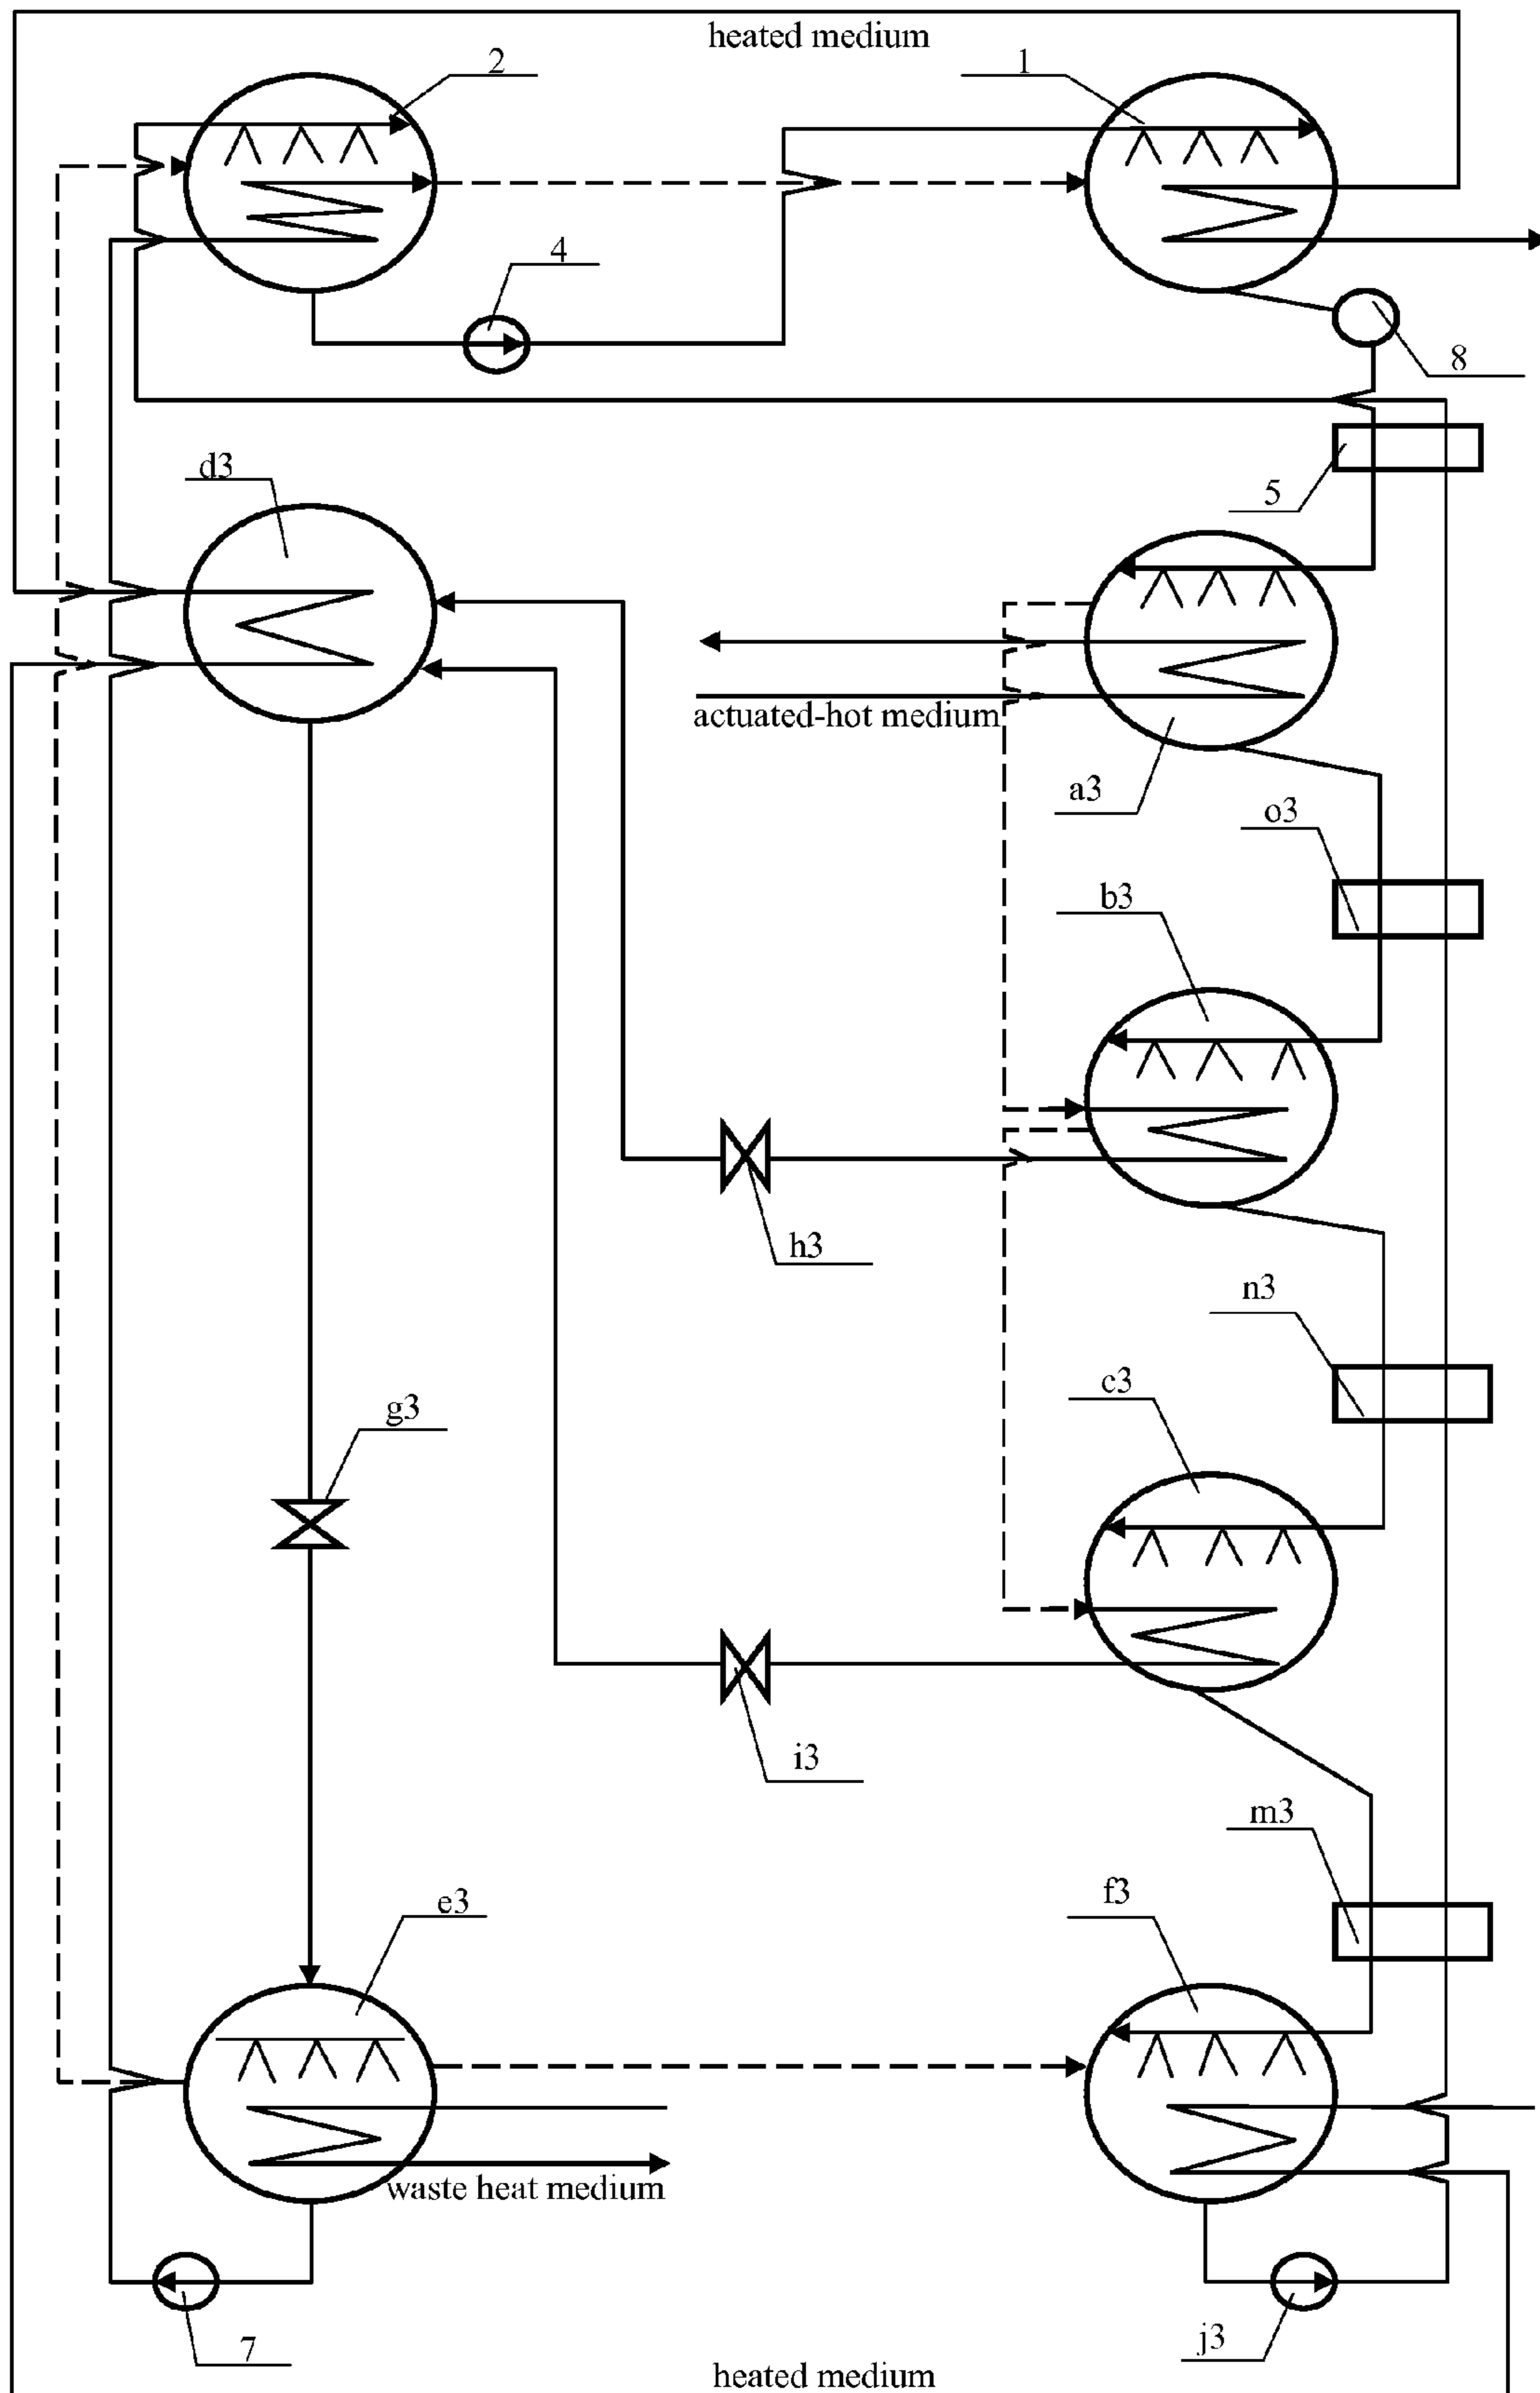 heated medium
2
1
4
8
d3
5
actuated-hot medium
a3
o3
b3
h3
n3
c3
g3
i3
m3
e3
f3
waste heat medium
7
j3
heated medium